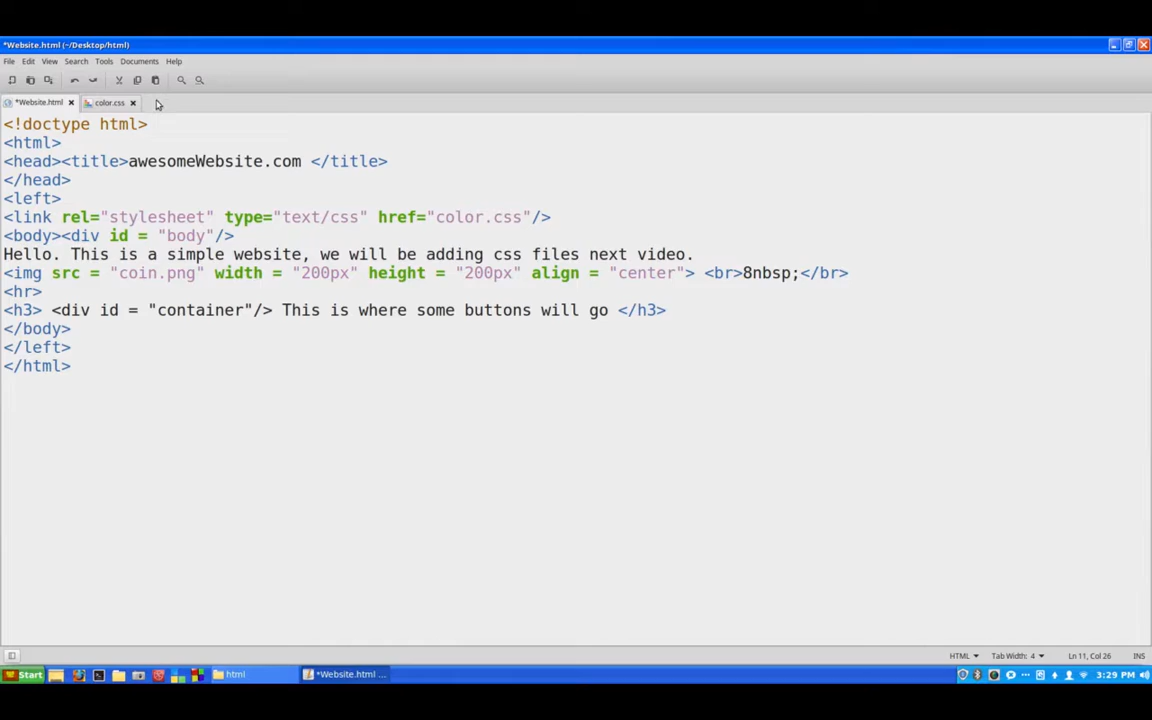 *Website.html (~/Desktop/html)
File Edit View Search Tools Documents Help
*Website.html color.css
<!doctype html>
<html>
<head><title>awesomeWebsite.com </title>
</head>
<left>
<link rel="stylesheet" type="text/css" href="color.css"/>
<body><div id = "body"/>
Hello. This is a simple website, we will be adding css files next video.
<img src = "coin.png" width = "200px" height = "200px" align = "center"> <br>8nbsp;</br>
<hr>
<h3> <div id = "container"/> This is where some buttons will go </h3>
</body>
</left>
</html>
HTML Tab Width: 4 Ln 11, Col 26 INS
Start html *Website.html ... 3:29 PM